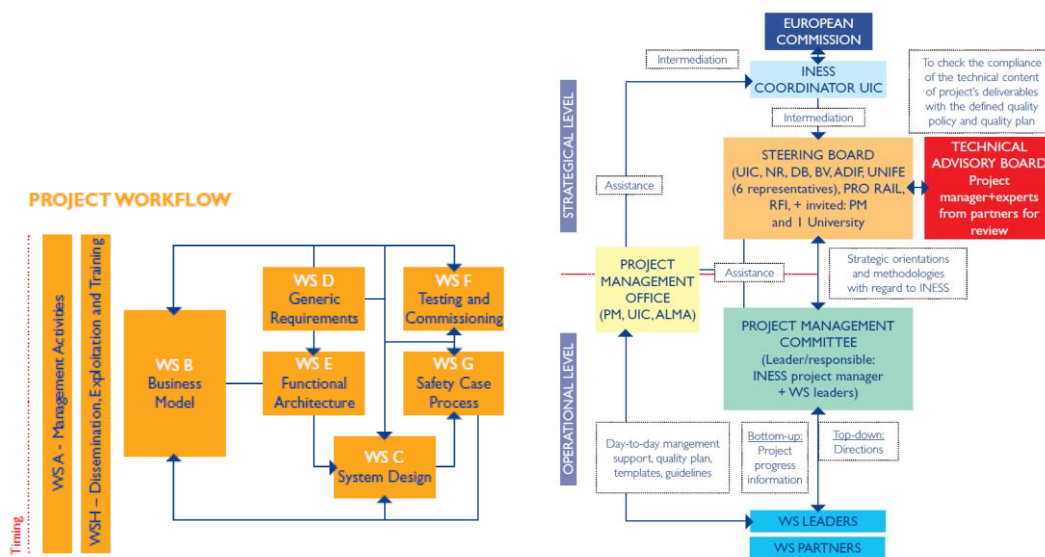 PROJECT WORKFLOW
Timing
WS A - Management Activities
WSH – Dissemination, Exploitation and Training
WS B
Business
Model
WS D
Generic
Requirements
WS F
Testing and
Commissioning
WS E
Functional
Architecture
WS G
Safety Case
Process
WS C
System Design
STRATEGICAL LEVEL
OPERATIONAL LEVEL
EUROPEAN
COMMISSION
Intermediation
INESS
COORDINATOR UIC
To check the compliance
of the technical content
of project's deliverables
with the defined quality
policy and quality plan
Intermediation
STEERING BOARD
(UIC, NR, DB, BV, ADIF, UNIFE
(6 representatives), PRO RAIL,
RFI, + invited: PM
and 1 University
TECHNICAL
ADVISORY BOARD
Project
manager+experts
from partners for
review
Assistance
PROJECT
MANAGEMENT
OFFICE
(PM, UIC, ALMA)
Assistance
Strategic orientations
and methodologies
with regard to INESS
PROJECT MANAGEMENT
COMMITTEE
(Leader/responsible:
INESS project manager
+ WS leaders)
Day-to-day mangement
support, quality plan,
templates, guidelines
Bottom-up:
Project
progress
information
Top-down:
Directions
WS LEADERS
WS PARTNERS